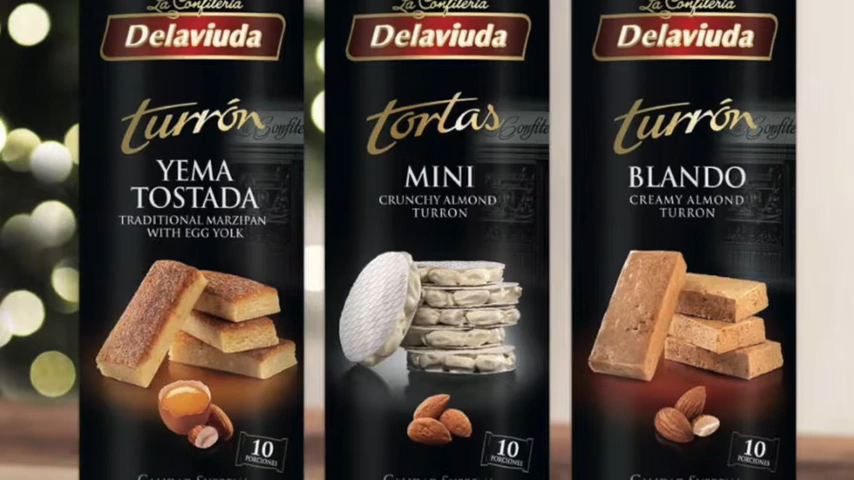 La Confitería
Delaviuda
turrón
YEMA
TOSTADA
TRADITIONAL MARZIPAN
WITH EGG YOLK
10
PORCIONES
La Confitería
Delaviuda
tortas
MINI
CRUNCHY ALMOND
TURRON
10
PORCIONES
La Confitería
Delaviuda
turrón
BLANDO
CREAMY ALMOND
TURRON
10
PORCIONES